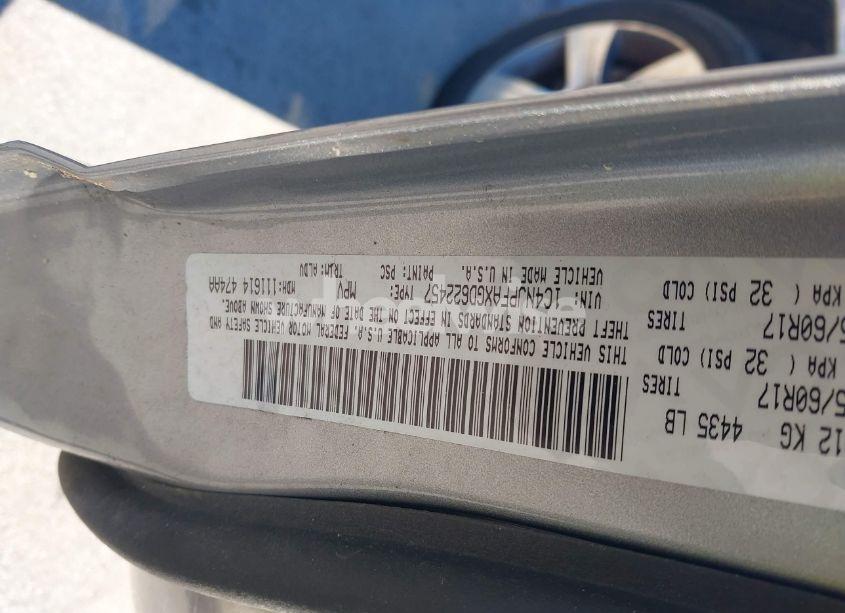 12 KG 4435 LB
5/60R17 TIRES
KPA ( 32 PSI) COLD
5/60R17 TIRES
KPA ( 32 PSI) COLD
THIS VEHICLE CONFORMS TO ALL APPLICABLE U.S.A. FEDERAL MOTOR VEHICLE SAFETY AND
THEFT PREVENTION STANDARDS IN EFFECT ON THE DATE OF MANUFACTURE SHOWN ABOVE.
VIN: 1C4NJPFAXGD622457 TYPE: MPV MDH:111614 474AA
VEHICLE MADE IN U.S.A. PAINT: PSC TRIM:ALDV